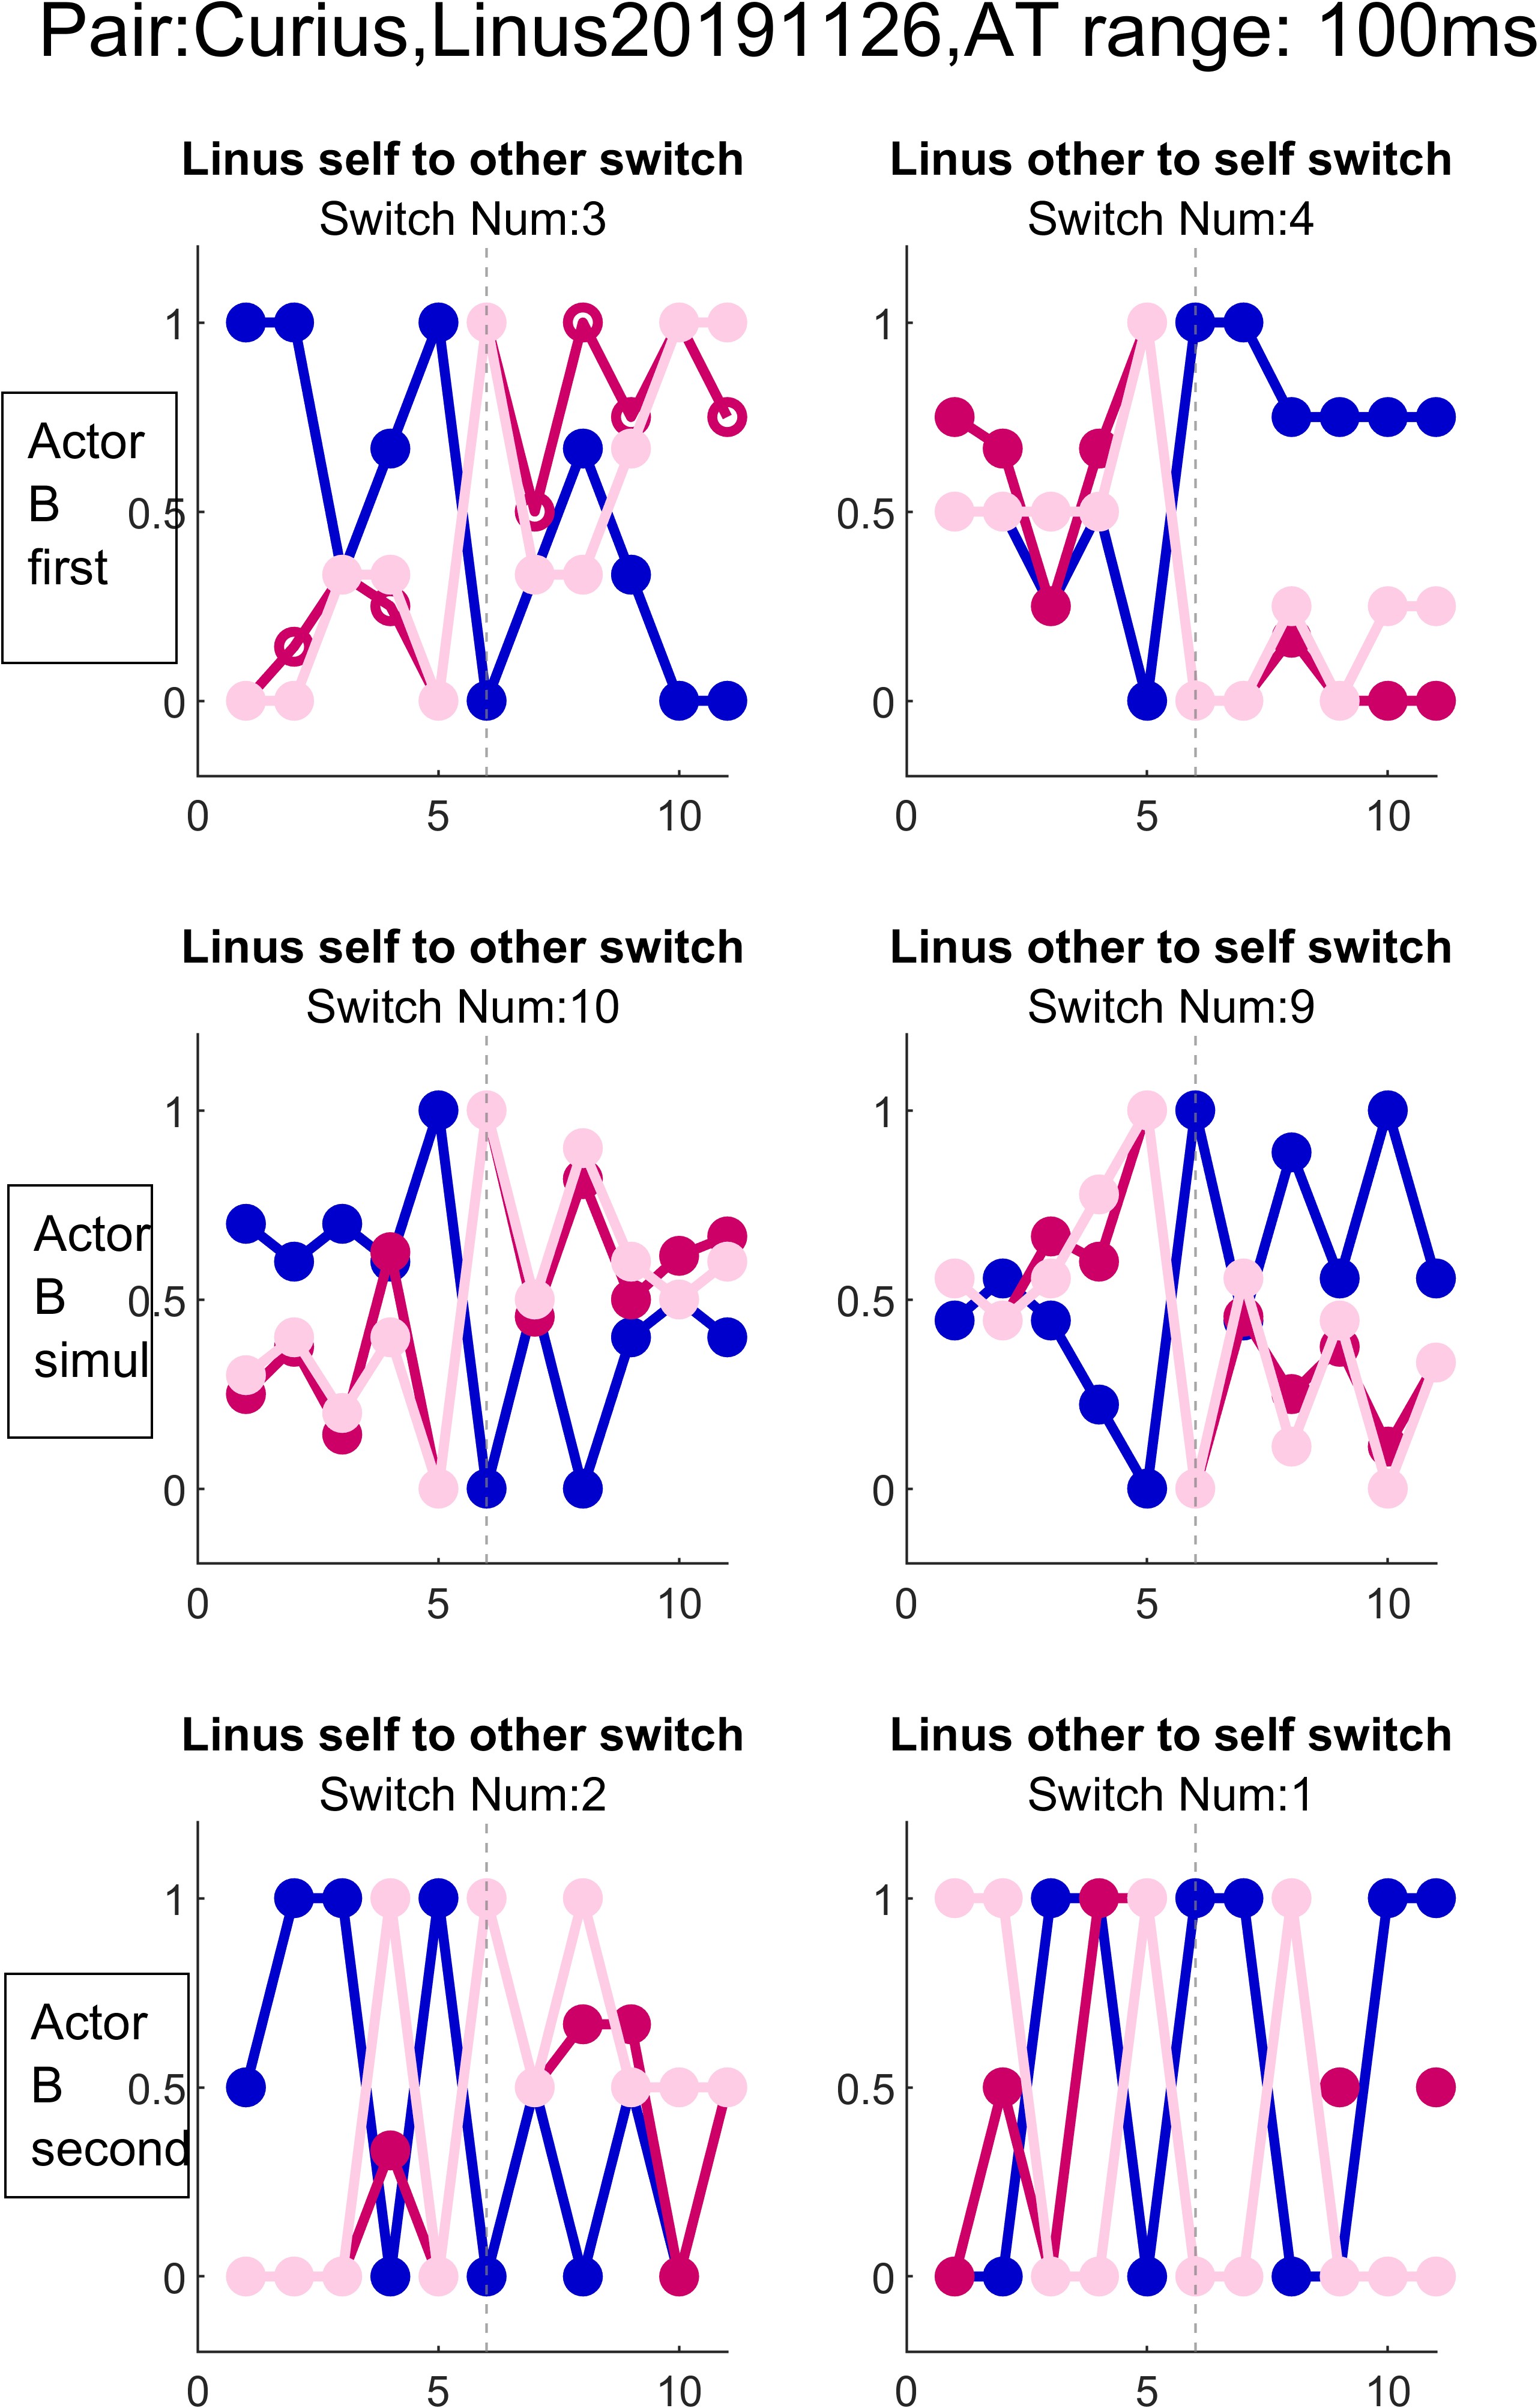 Pair:Curius,Linus20191126,AT range: 100ms
Linus self to other switch
Switch Num:3
Linus other to self switch
Switch Num:4
Actor
B
first
1
0.5
0
0
5
10
1
0.5
0
0
5
10
Linus self to other switch
Switch Num:10
Linus other to self switch
Switch Num:9
Actor
B
simul
1
0.5
0
0
5
10
1
0.5
0
0
5
10
Linus self to other switch
Switch Num:2
Linus other to self switch
Switch Num:1
Actor
B
second
1
0.5
0
0
5
10
1
0.5
0
0
5
10